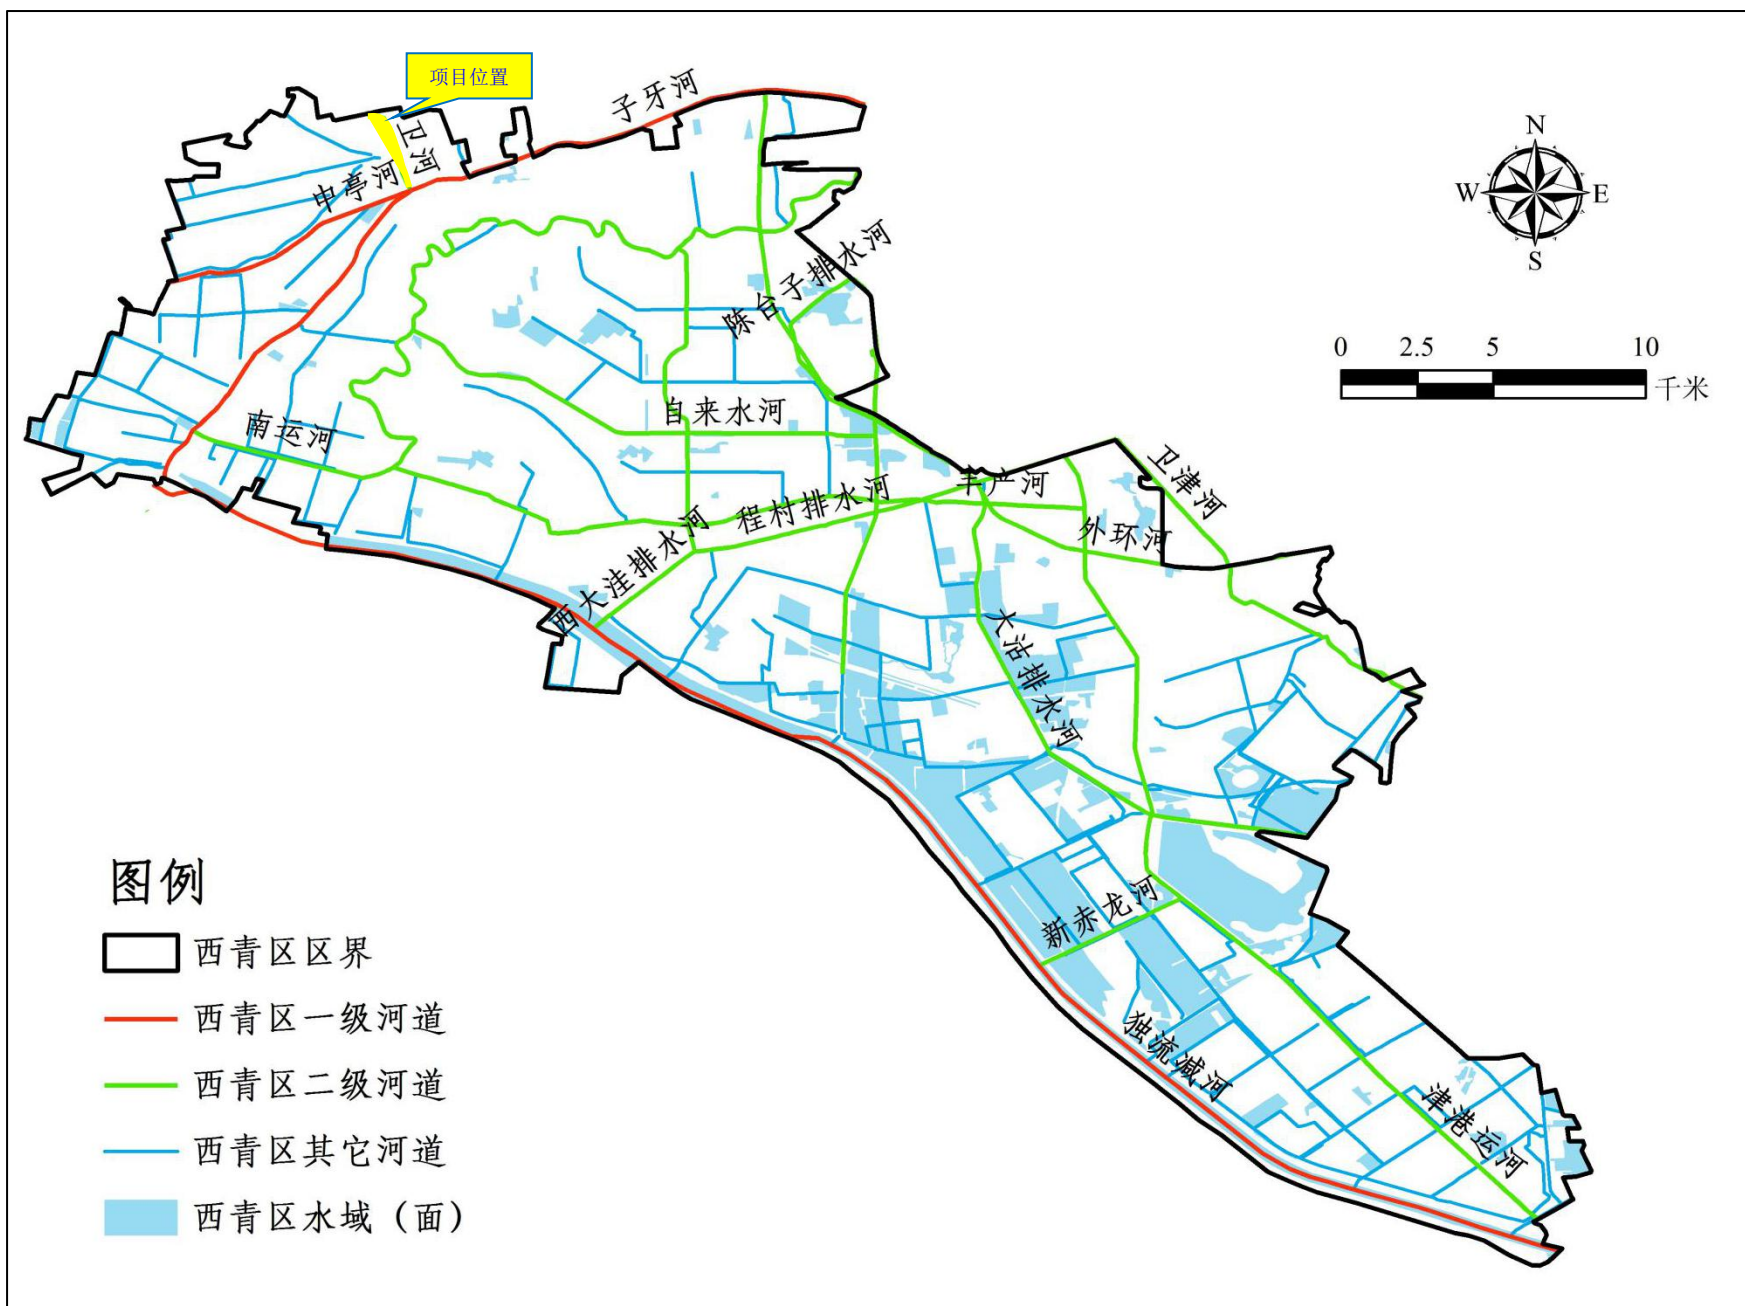 项目位置
子牙河
卫河
中亭河
N
W
E
S
陈台子排水河
0 2.5 5 10
千米
自来水河
南运河
卫津河
丰产河
程村排水河
外环河
西大洼排水河
大沽排水河
新赤龙河
独流减河
津港运河
图例
西青区区界
西青区一级河道
西青区二级河道
西青区其它河道
西青区水域（面）